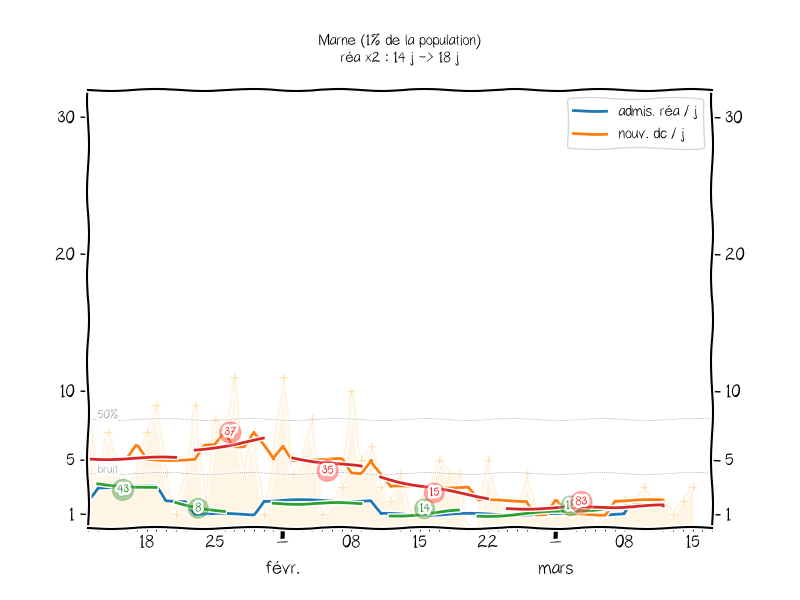 Marne (1% de la population)
réa x2 : 14 j -> 18 j
admis. réa / j
nouv. dc / j
30 30
20 20
10 10
50%
37
5 5
bruit
35
43
15
83
8
14
1 1
18 25 08 15 22 08 15
févr. mars